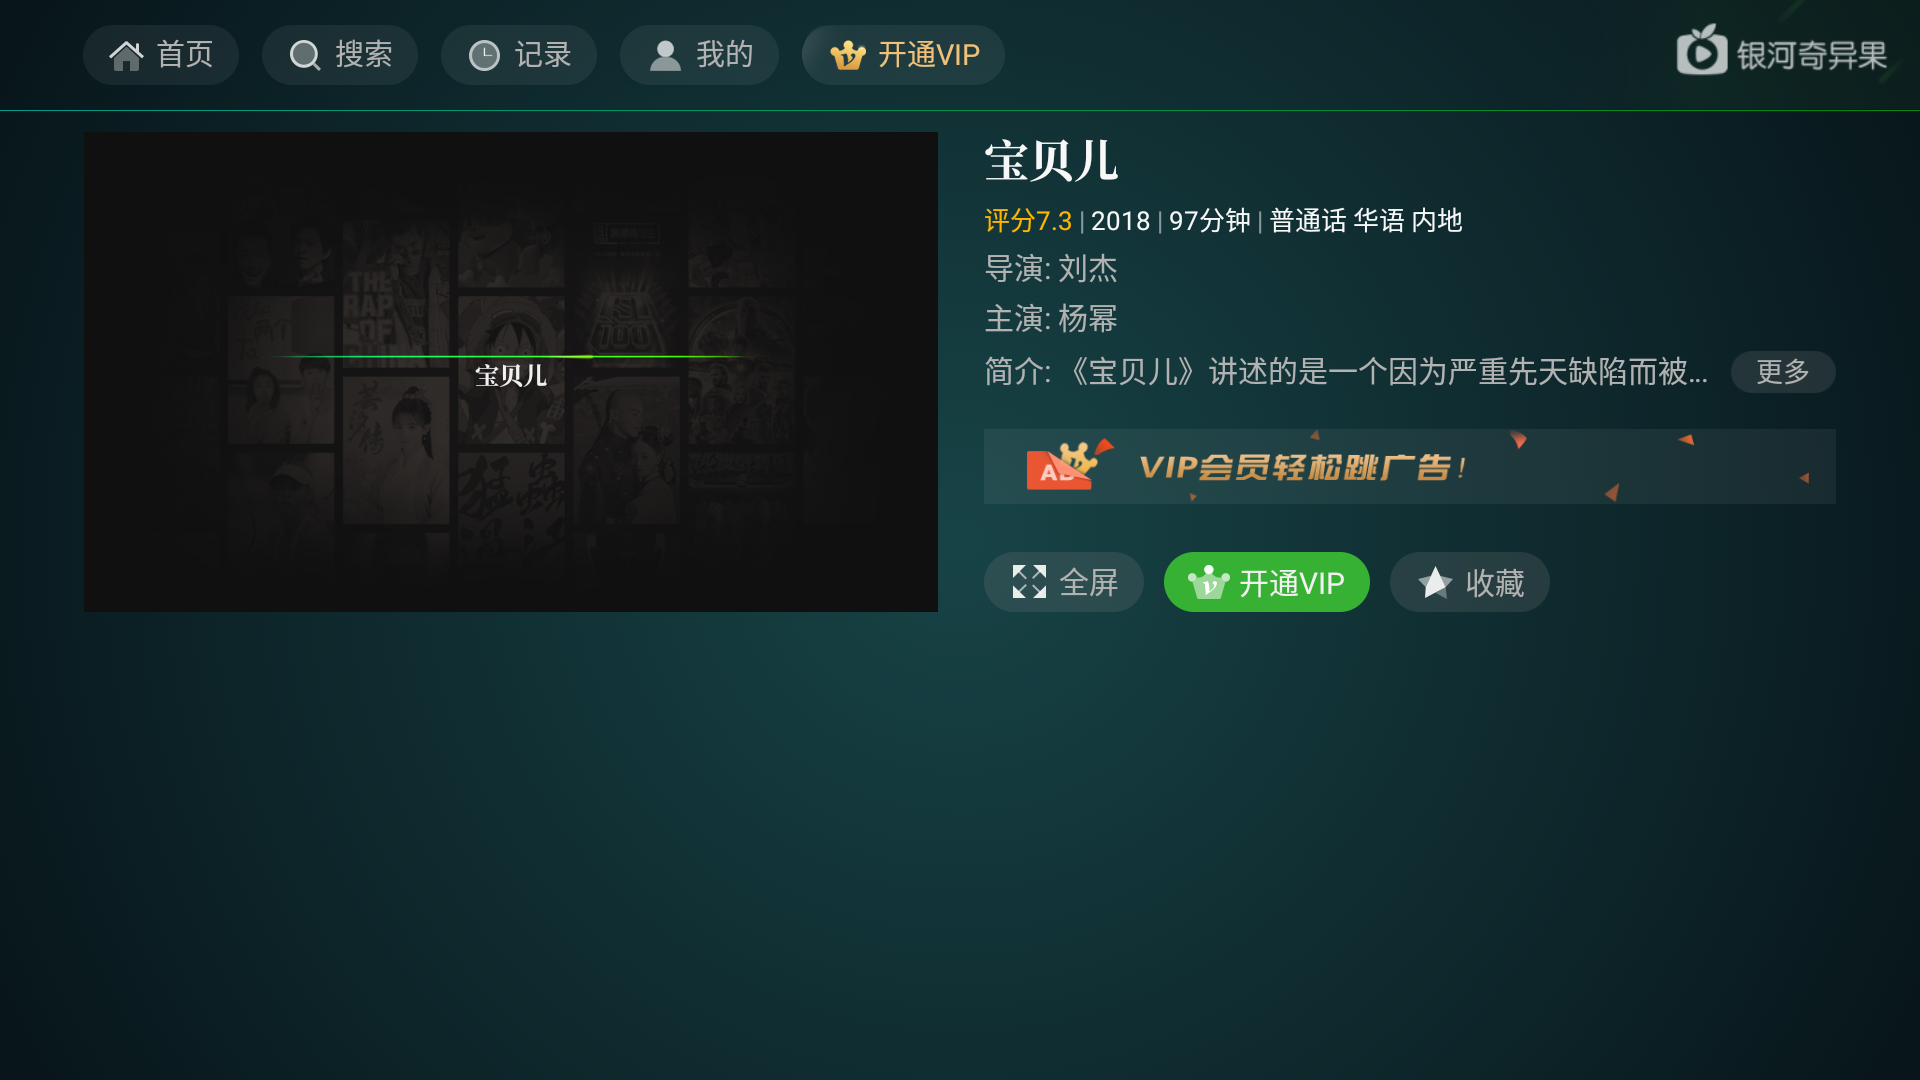 首页
搜索
记录
我的
开通VIP
银河奇异果
宝贝儿
评分7.3 | 2018 | 97分钟 | 普通话 华语 内地
导演: 刘杰
主演: 杨幂
简介: 《宝贝儿》讲述的是一个因为严重先天缺陷而被...
更多
VIP会员轻松跳广告!
全屏
开通VIP
收藏
THE
RAP
OF
宝贝儿